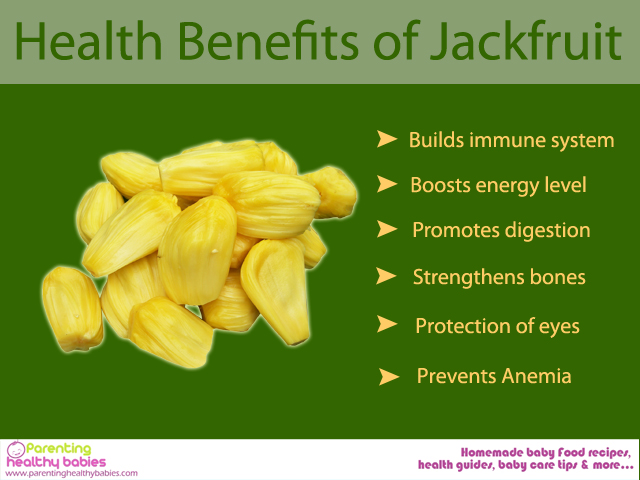 Health Benefits of Jackfruit
Builds immune system
Boosts energy level
Promotes digestion
Strengthens bones
Protection of eyes
Prevents Anemia
Parenting
healthy babies
www.parentinghealthybabies.com
Homemade baby food recipes,
health guides, baby care tips & more...